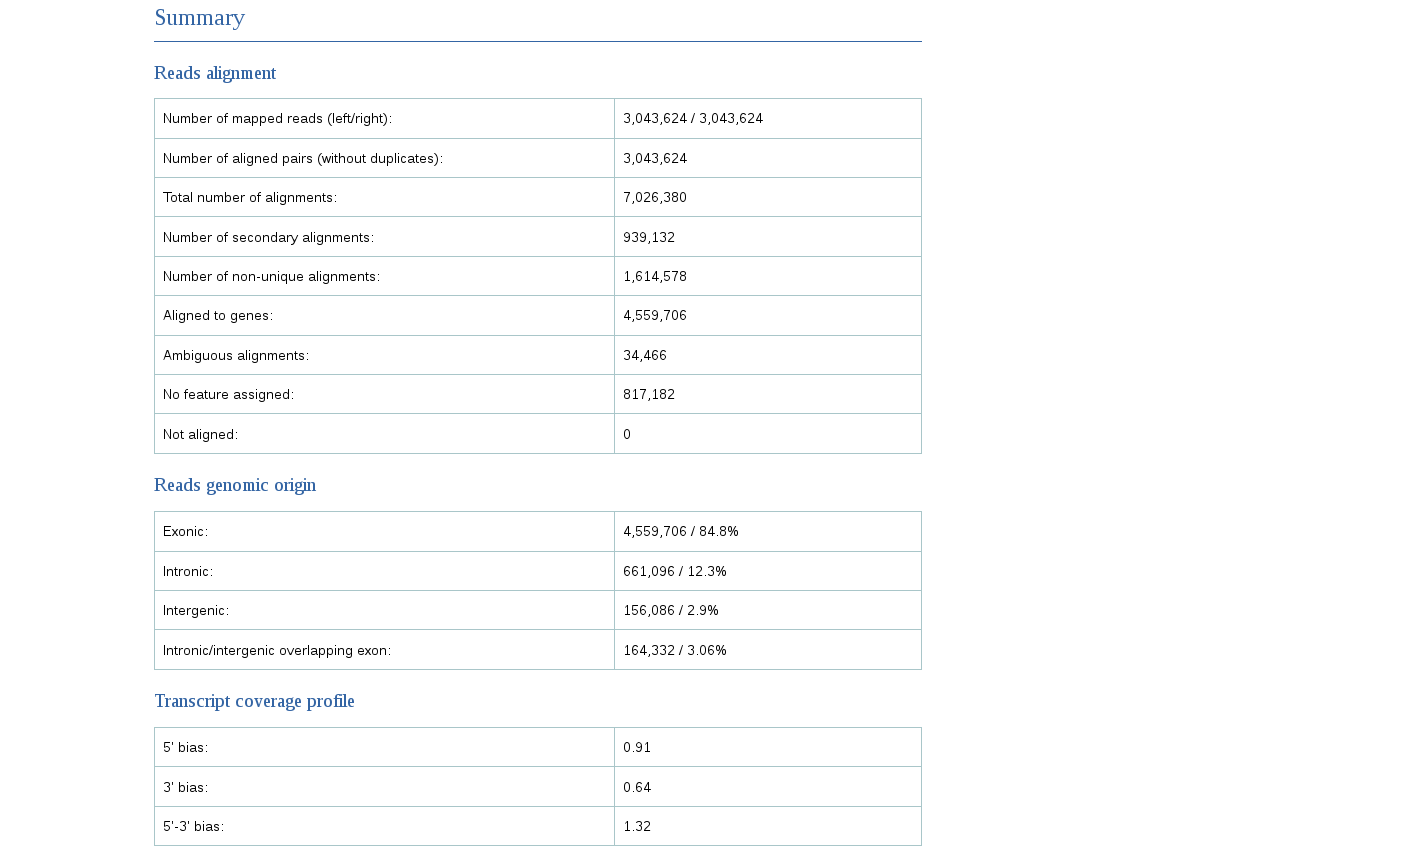 Summary
Reads alignment
Number of mapped reads (left/right): 3,043,624 / 3,043,624
Number of aligned pairs (without duplicates): 3,043,624
Total number of alignments: 7,026,380
Number of secondary alignments: 939,132
Number of non-unique alignments: 1,614,578
Aligned to genes: 4,559,706
Ambiguous alignments: 34,466
No feature assigned: 817,182
Not aligned: 0
Reads genomic origin
Exonic: 4,559,706 / 84.8%
Intronic: 661,096 / 12.3%
Intergenic: 156,086 / 2.9%
Intronic/intergenic overlapping exon: 164,332 / 3.06%
Transcript coverage profile
5' bias: 0.91
3' bias: 0.64
5'-3' bias: 1.32